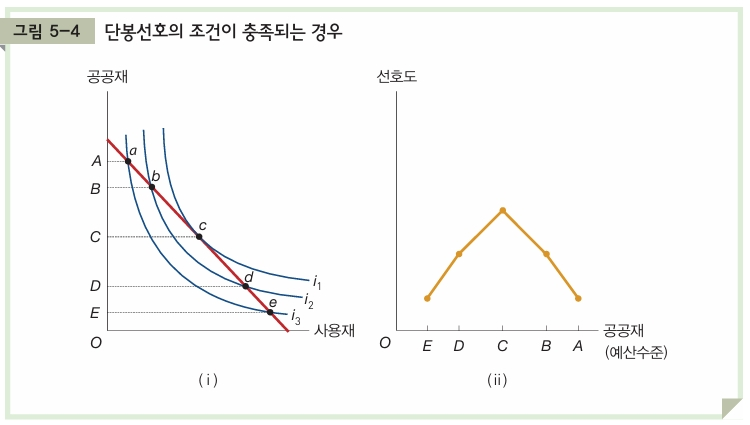 그림 5-4 단봉선호의 조건이 충족되는 경우
공공재
A
B
C
D
E
O
a
b
c
d
e
i1
i2
i3
사용재
(ⅰ)
선호도
O
E D C B A
공공재
(예산수준)
(ⅱ)